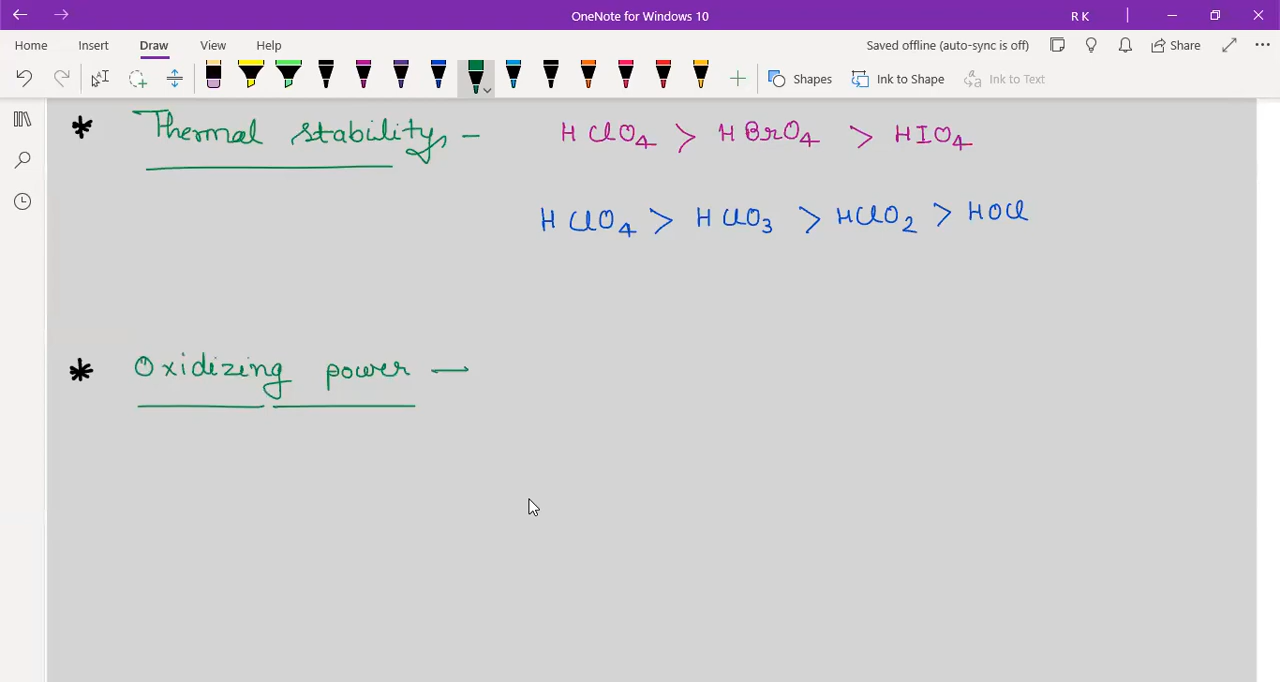 OneNote for Windows 10
R K
Home Insert Draw View Help
Saved offline (auto-sync is off)
Share
Shapes
Ink to Shape
Ink to Text
* Thermal stability, - HClO4 > HBrO4 > HIO4
HClO4 > HClO3 > HClO2 > HOCl
* Oxidizing power —